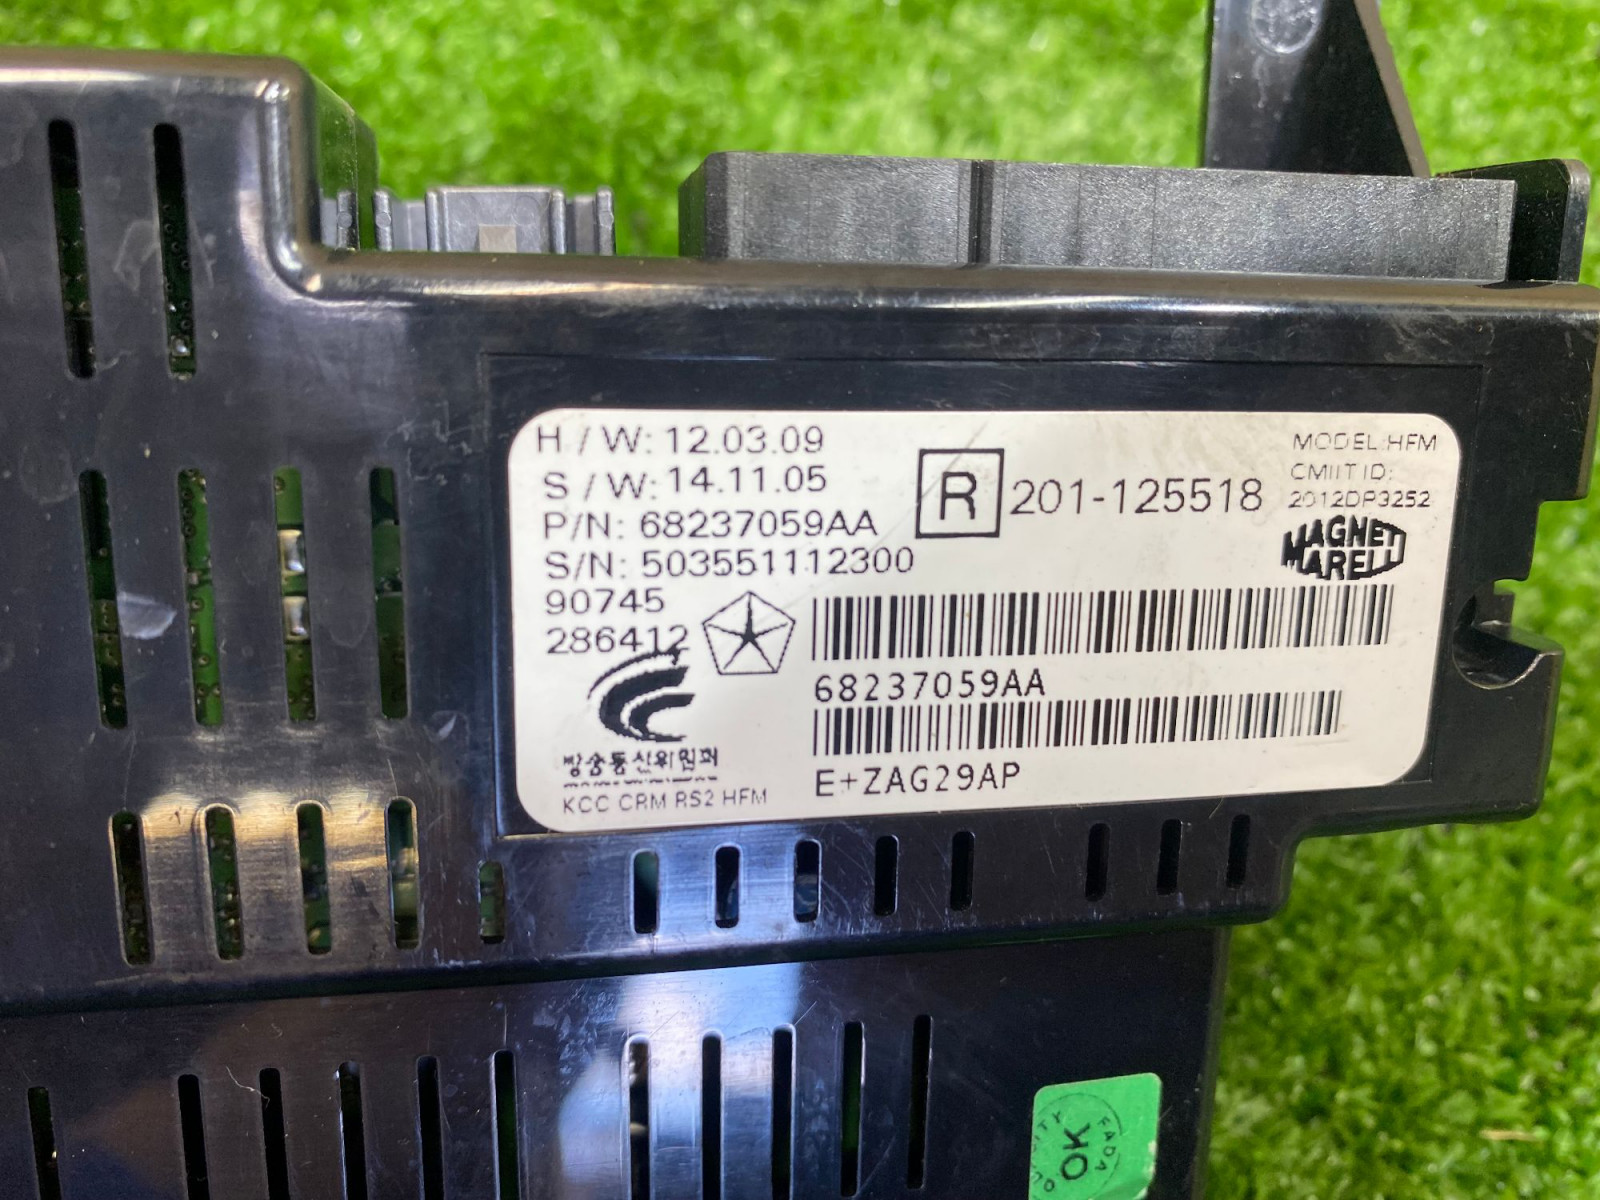 H / W: 12.03.09
S / W: 14.11.05
P/N: 68237059AA
S/N: 503551112300
90745
286412
R 201-125518
MODEL:HFM
CMIIT ID:
2012DP3252
MAGNETI
MARELLI
68237059AA
E+ZAG29AP
방송통신위원회
KCC CRM RS2 HFM
OK
FADA